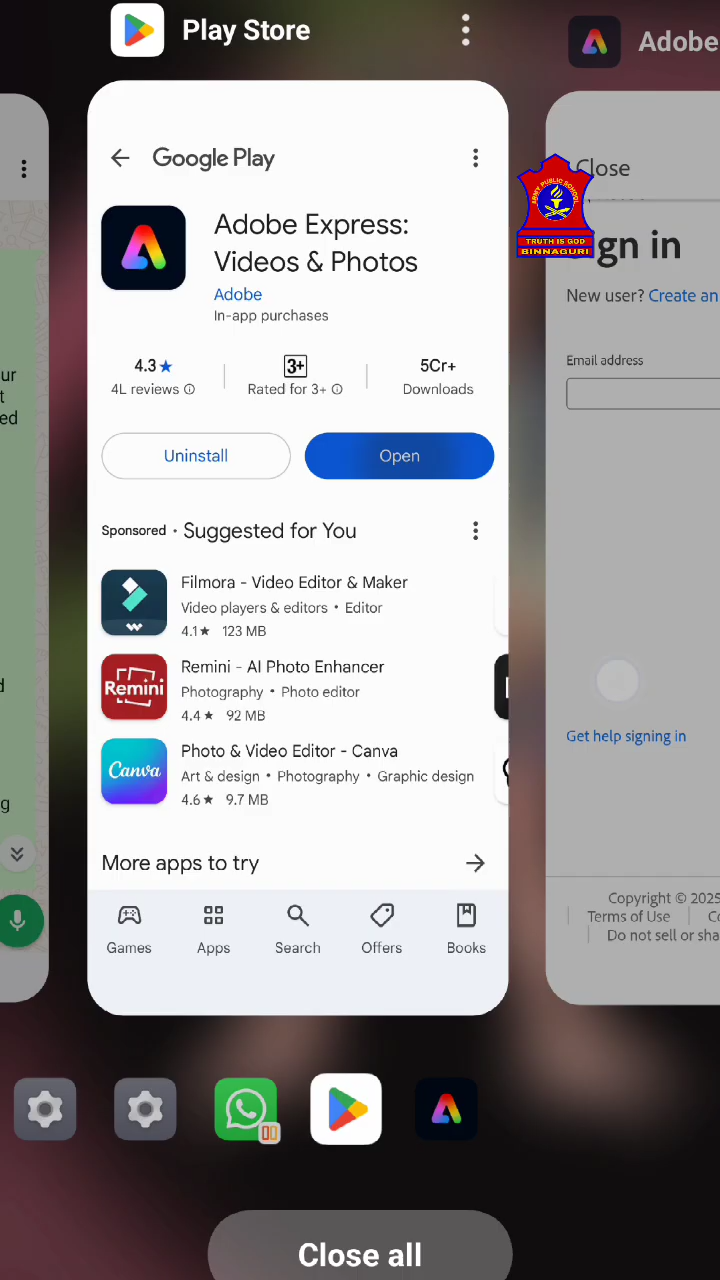 Play Store
Adobe
Google Play
Close
Adobe Express:
Videos & Photos
Adobe
In-app purchases
ARMY PUBLIC SCHOOL
TRUTH IS GOD
BINNAGURI
gn in
New user? Create an
4.3★
4L reviews
3+
Rated for 3+
5Cr+
Downloads
Email address
ur
t
ed
Uninstall
Open
Sponsored • Suggested for You
Filmora - Video Editor & Maker
Video players & editors • Editor
4.1★ 123 MB
Remini
Remini - AI Photo Enhancer
Photography • Photo editor
4.4★ 92 MB
d
Get help signing in
Canva
Photo & Video Editor - Canva
Art & design • Photography • Graphic design
4.6★ 9.7 MB
g
More apps to try
Copyright © 2025
Terms of Use
Do not sell or sha
Games
Apps
Search
Offers
Books
Close all